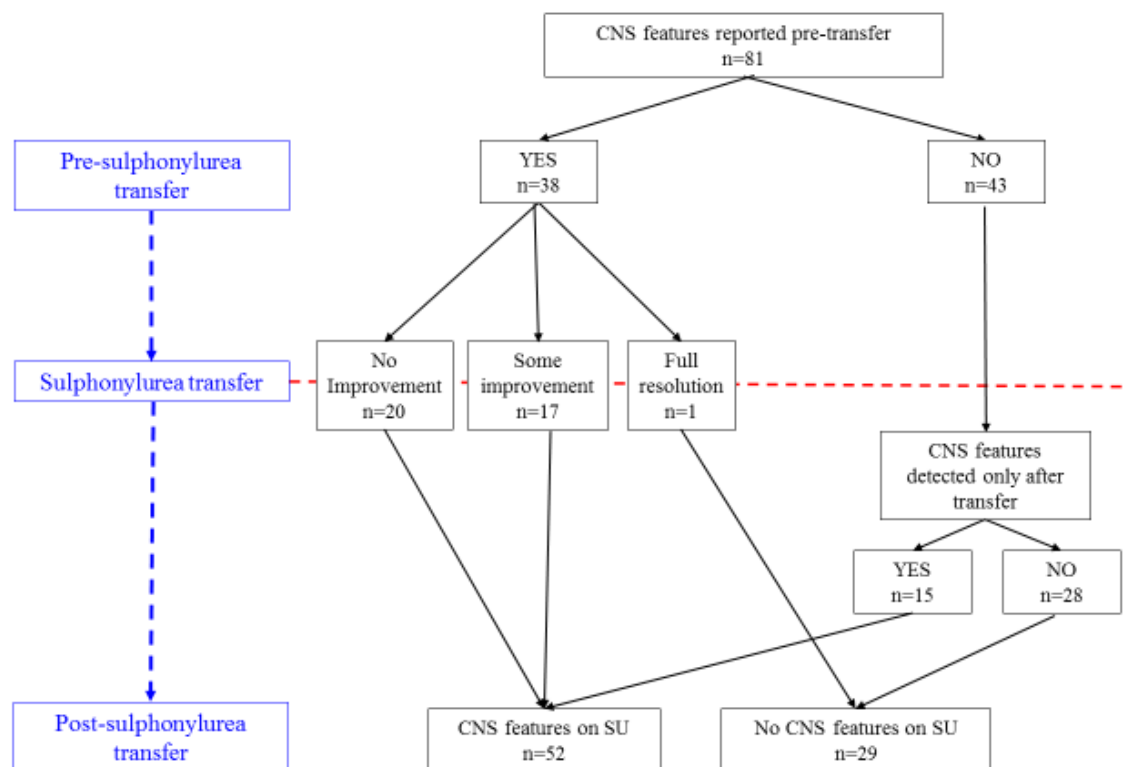 CNS features reported pre-transfer
n=81
Pre-sulphonylurea
transfer
YES
n=38
NO
n=43
Sulphonylurea transfer
No
Improvement
n=20
Some
improvement
n=17
Full
resolution
n=1
CNS features
detected only after
transfer
YES
n=15
NO
n=28
Post-sulphonylurea
transfer
CNS features on SU
n=52
No CNS features on SU
n=29